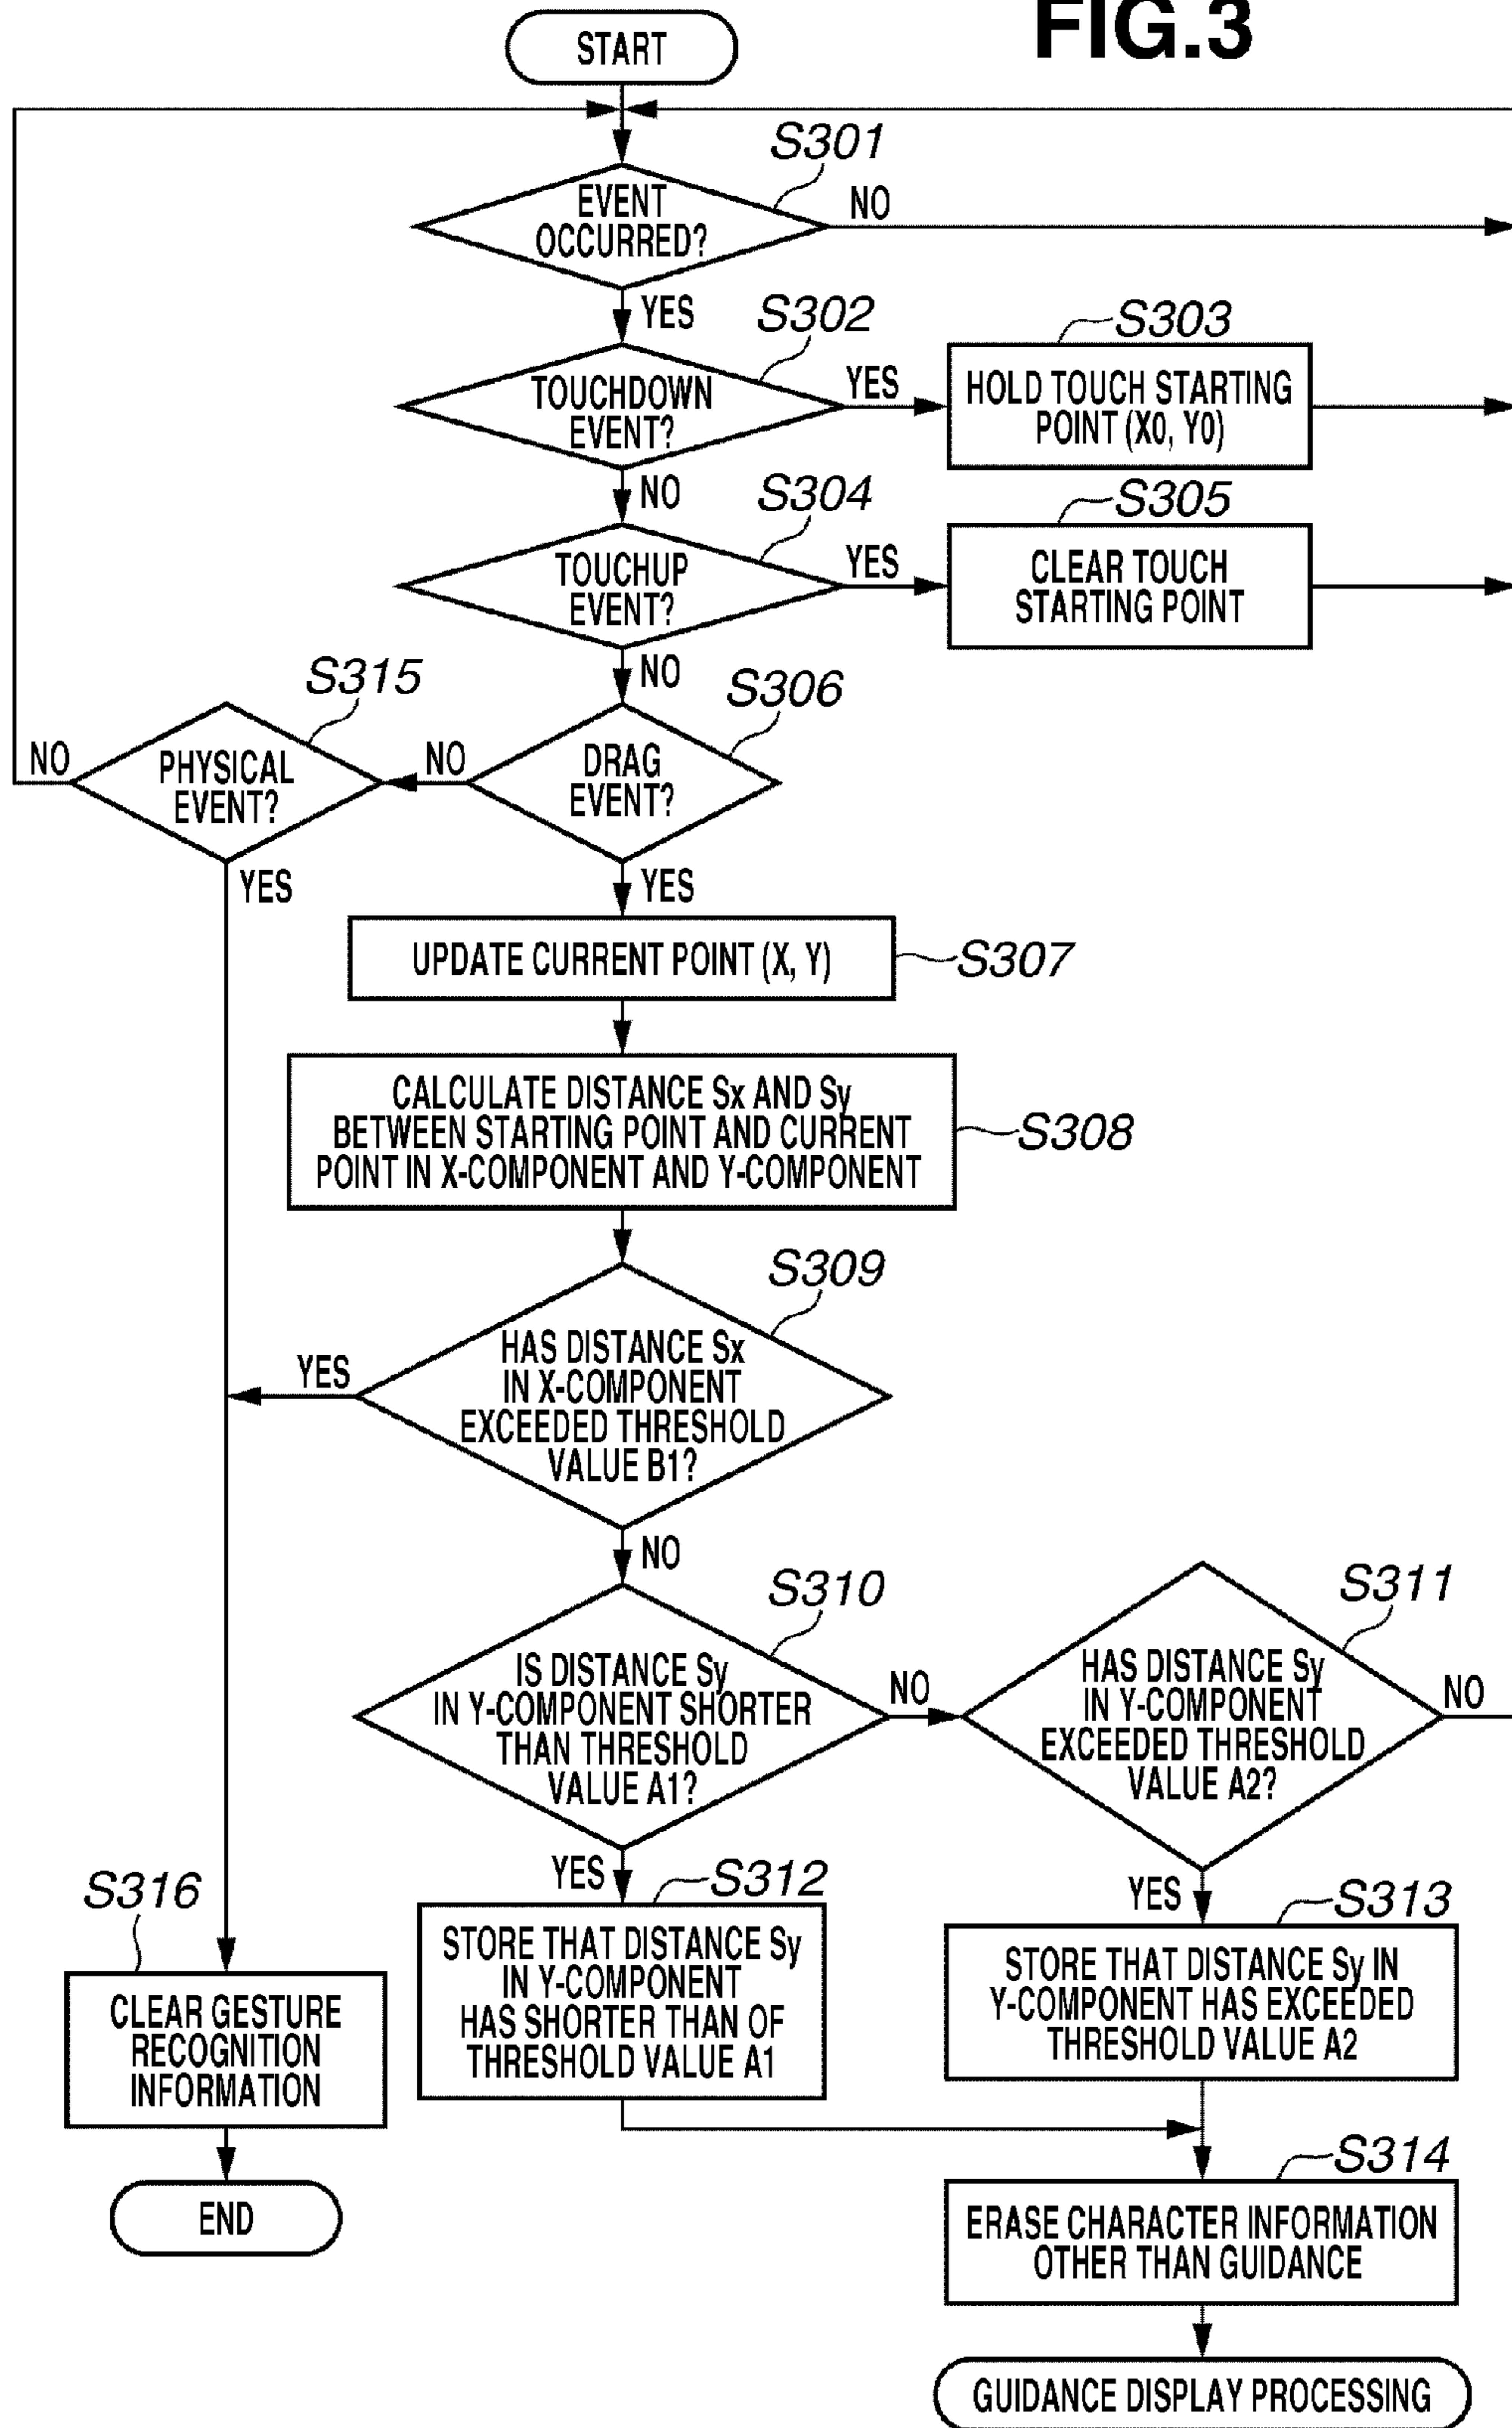 FIG.3
START
S301
EVENT
OCCURRED?
NO
YES
S302
TOUCHDOWN
EVENT?
YES
S303
HOLD TOUCH STARTING
POINT (X0, Y0)
NO
S304
TOUCHUP
EVENT?
YES
S305
CLEAR TOUCH
STARTING POINT
NO
S306
DRAG
EVENT?
NO
S315
PHYSICAL
EVENT?
NO
YES
YES
UPDATE CURRENT POINT (X, Y)
S307
CALCULATE DISTANCE Sx AND Sy
BETWEEN STARTING POINT AND CURRENT
POINT IN X-COMPONENT AND Y-COMPONENT
S308
S309
HAS DISTANCE Sx
IN X-COMPONENT
EXCEEDED THRESHOLD
VALUE B1?
YES
NO
S310
IS DISTANCE Sy
IN Y-COMPONENT SHORTER
THAN THRESHOLD
VALUE A1?
NO
S311
HAS DISTANCE Sy
IN Y-COMPONENT
EXCEEDED THRESHOLD
VALUE A2?
NO
YES
S312
STORE THAT DISTANCE Sy
IN Y-COMPONENT
HAS SHORTER THAN OF
THRESHOLD VALUE A1
YES
S313
STORE THAT DISTANCE Sy IN
Y-COMPONENT HAS EXCEEDED
THRESHOLD VALUE A2
S316
CLEAR GESTURE
RECOGNITION
INFORMATION
END
S314
ERASE CHARACTER INFORMATION
OTHER THAN GUIDANCE
GUIDANCE DISPLAY PROCESSING